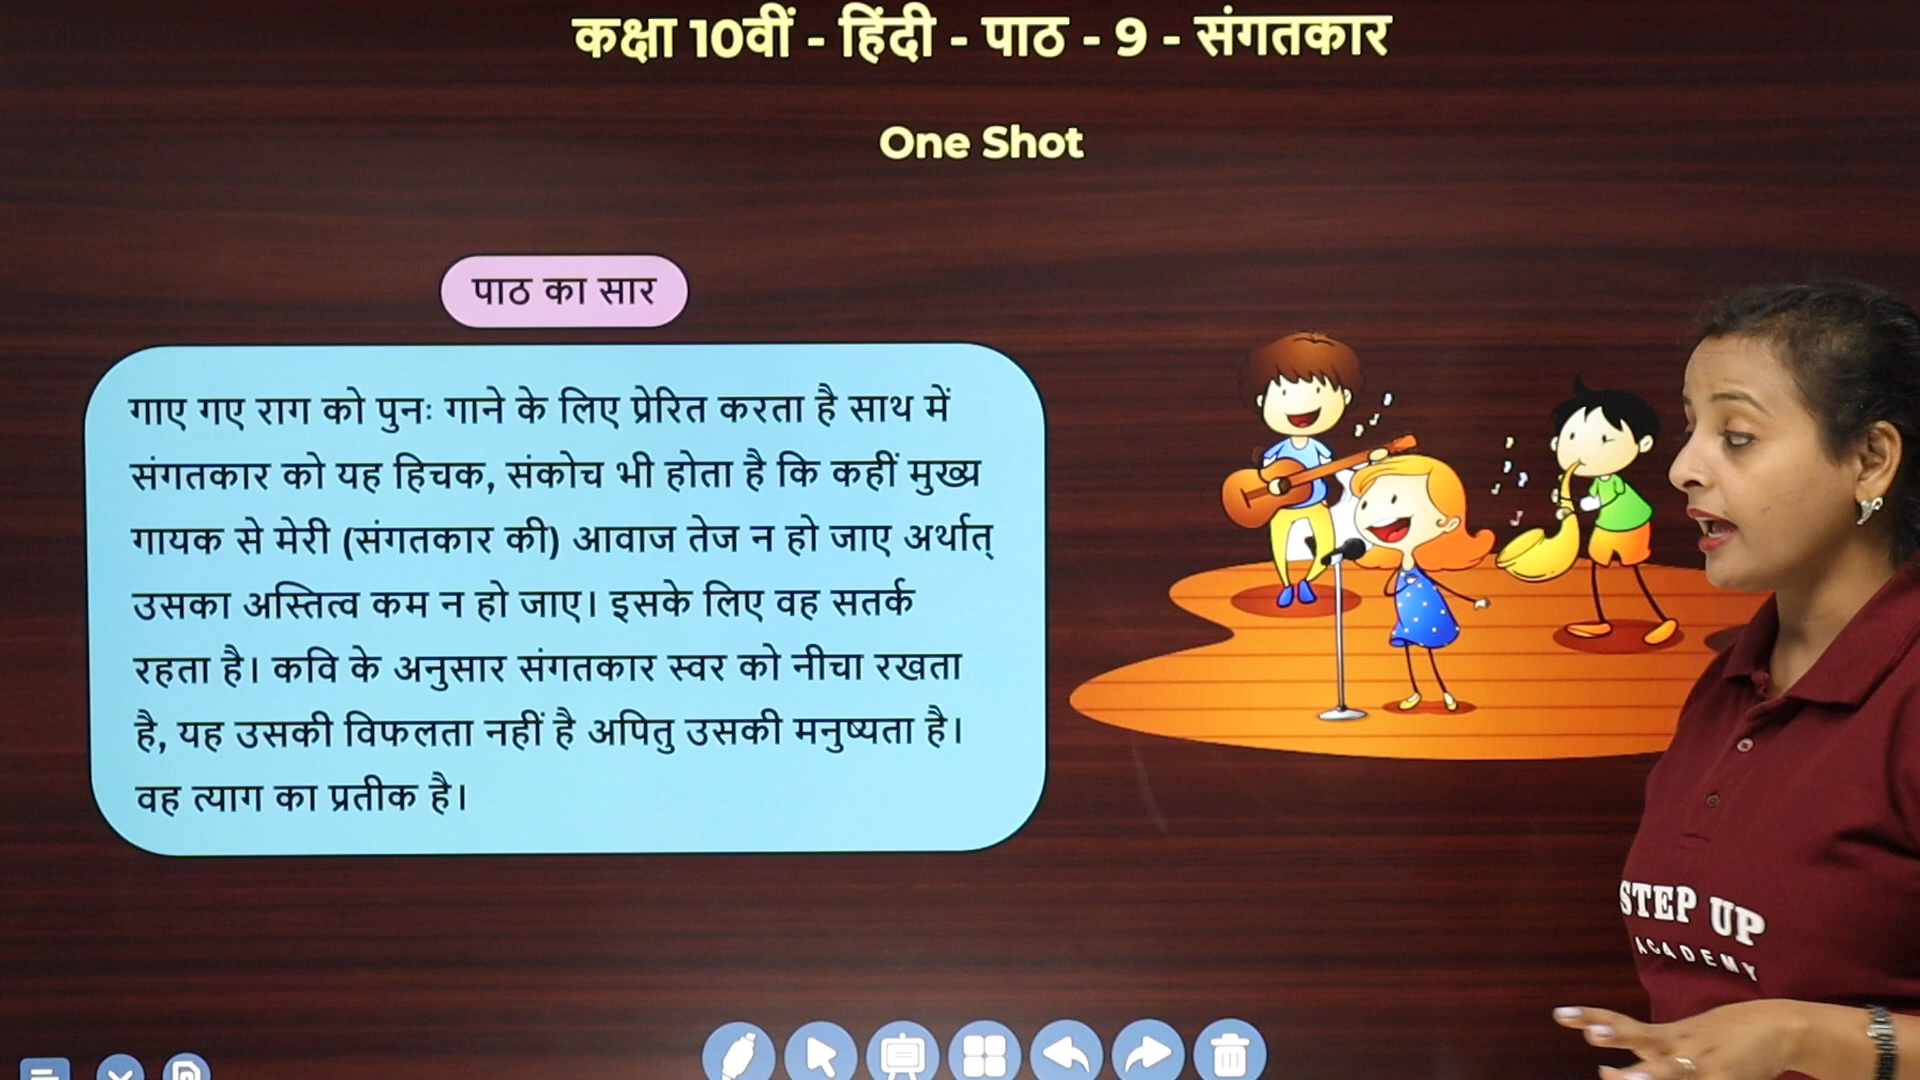 कक्षा 10वीं - हिंदी - पाठ - 9 - संगतकार
One Shot
पाठ का सार
गाए गए राग को पुनः गाने के लिए प्रेरित करता है साथ में
संगतकार को यह हिचक, संकोच भी होता है कि कहीं मुख्य
गायक से मेरी (संगतकार की) आवाज तेज न हो जाए अर्थात्
उसका अस्तित्व कम न हो जाए। इसके लिए वह सतर्क
रहता है। कवि के अनुसार संगतकार स्वर को नीचा रखता
है, यह उसकी विफलता नहीं है अपितु उसकी मनुष्यता है।
वह त्याग का प्रतीक है।
STEP UP
ACADEMY